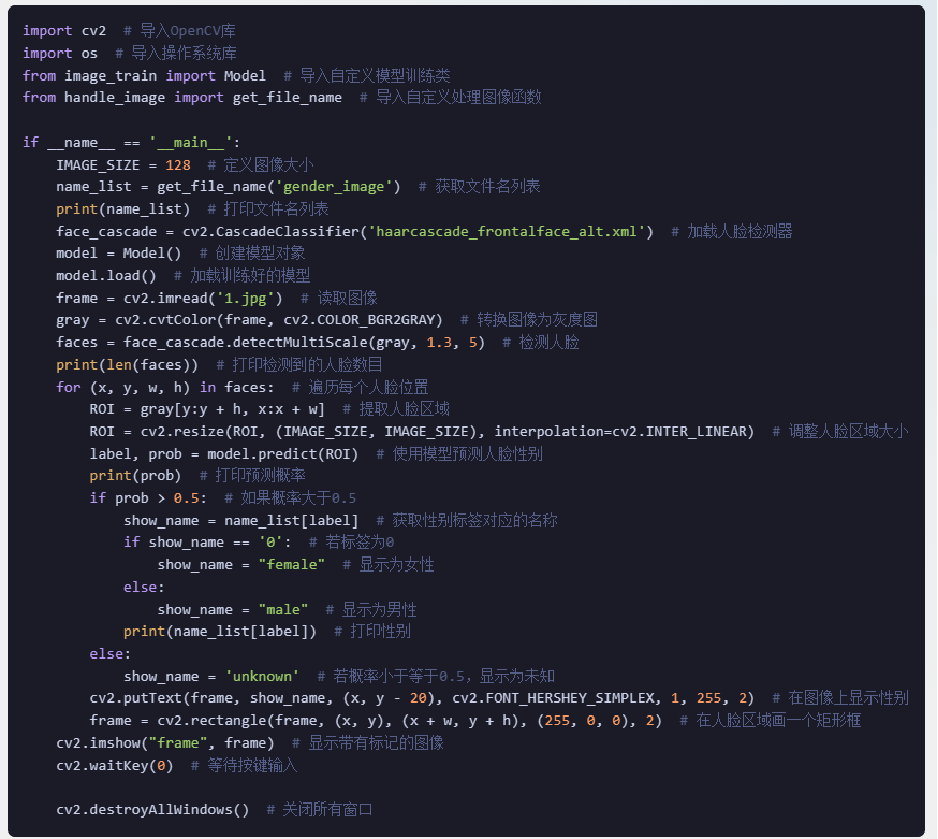 import cv2  # 导入OpenCV库
import os  # 导入操作系统库
from image_train import Model  # 导入自定义模型训练类
from handle_image import get_file_name  # 导入自定义处理图像函数

if __name__ == '__main__':
    IMAGE_SIZE = 128  # 定义图像大小
    name_list = get_file_name('gender_image')  # 获取文件名列表
    print(name_list)  # 打印文件名列表
    face_cascade = cv2.CascadeClassifier('haarcascade_frontalface_alt.xml')  # 加载人脸检测器
    model = Model()  # 创建模型对象
    model.load()  # 加载训练好的模型
    frame = cv2.imread('1.jpg')  # 读取图像
    gray = cv2.cvtColor(frame, cv2.COLOR_BGR2GRAY)  # 转换图像为灰度图
    faces = face_cascade.detectMultiScale(gray, 1.3, 5)  # 检测人脸
    print(len(faces))  # 打印检测到的人脸数目
    for (x, y, w, h) in faces:  # 遍历每个人脸位置
        ROI = gray[y:y + h, x:x + w]  # 提取人脸区域
        ROI = cv2.resize(ROI, (IMAGE_SIZE, IMAGE_SIZE), interpolation=cv2.INTER_LINEAR)  # 调整人脸区域大小
        label, prob = model.predict(ROI)  # 使用模型预测人脸性别
        print(prob)  # 打印预测概率
        if prob > 0.5:  # 如果概率大于0.5
            show_name = name_list[label]  # 获取性别标签对应的名称
            if show_name == '0':  # 若标签为0
                show_name = "female"  # 显示为女性
            else:
                show_name = "male"  # 显示为男性
            print(name_list[label])  # 打印性别
        else:
            show_name = 'unknown'  # 若概率小于等于0.5，显示为未知
        cv2.putText(frame, show_name, (x, y - 20), cv2.FONT_HERSHEY_SIMPLEX, 1, 255, 2)  # 在图像上显示性别
        frame = cv2.rectangle(frame, (x, y), (x + w, y + h), (255, 0, 0), 2)  # 在人脸区域画一个矩形框
    cv2.imshow("frame", frame)  # 显示带有标记的图像
    cv2.waitKey(0)  # 等待按键输入

    cv2.destroyAllWindows()  # 关闭所有窗口